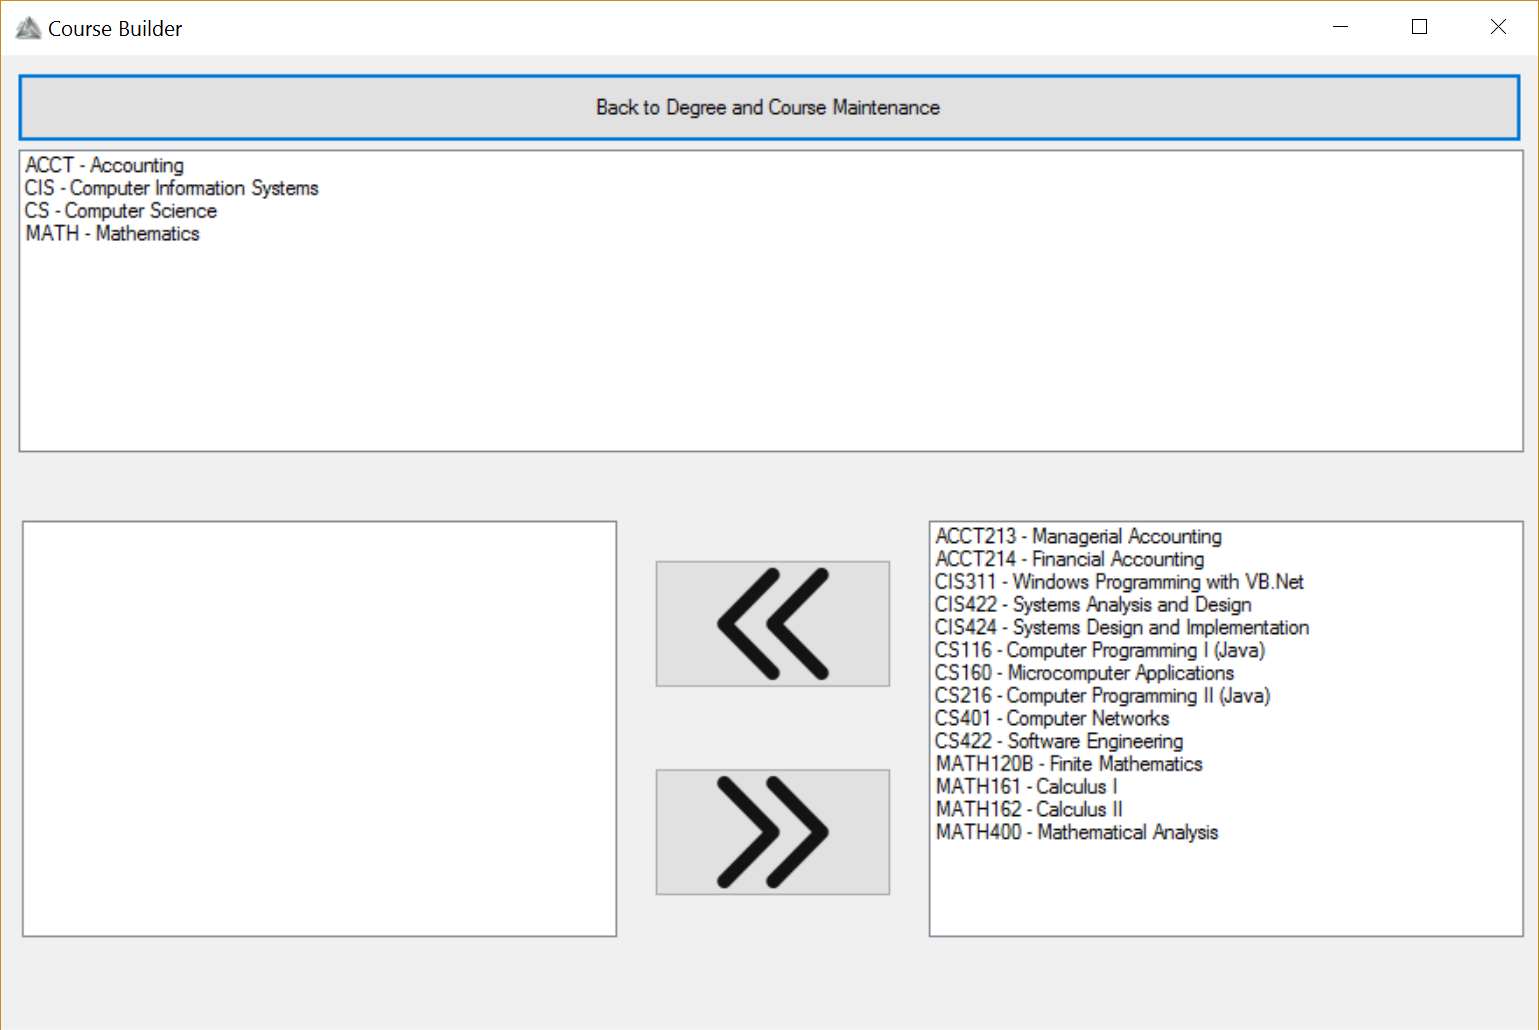 Course Builder
Back to Degree and Course Maintenance
ACCT - Accounting
CIS - Computer Information Systems
CS - Computer Science
MATH - Mathematics
ACCT213 - Managerial Accounting
ACCT214 - Financial Accounting
CIS311 - Windows Programming with VB.Net
CIS422 - Systems Analysis and Design
CIS424 - Systems Design and Implementation
CS116 - Computer Programming I (Java)
CS160 - Microcomputer Applications
CS216 - Computer Programming II (Java)
CS401 - Computer Networks
CS422 - Software Engineering
MATH120B - Finite Mathematics
MATH161 - Calculus I
MATH162 - Calculus II
MATH400 - Mathematical Analysis